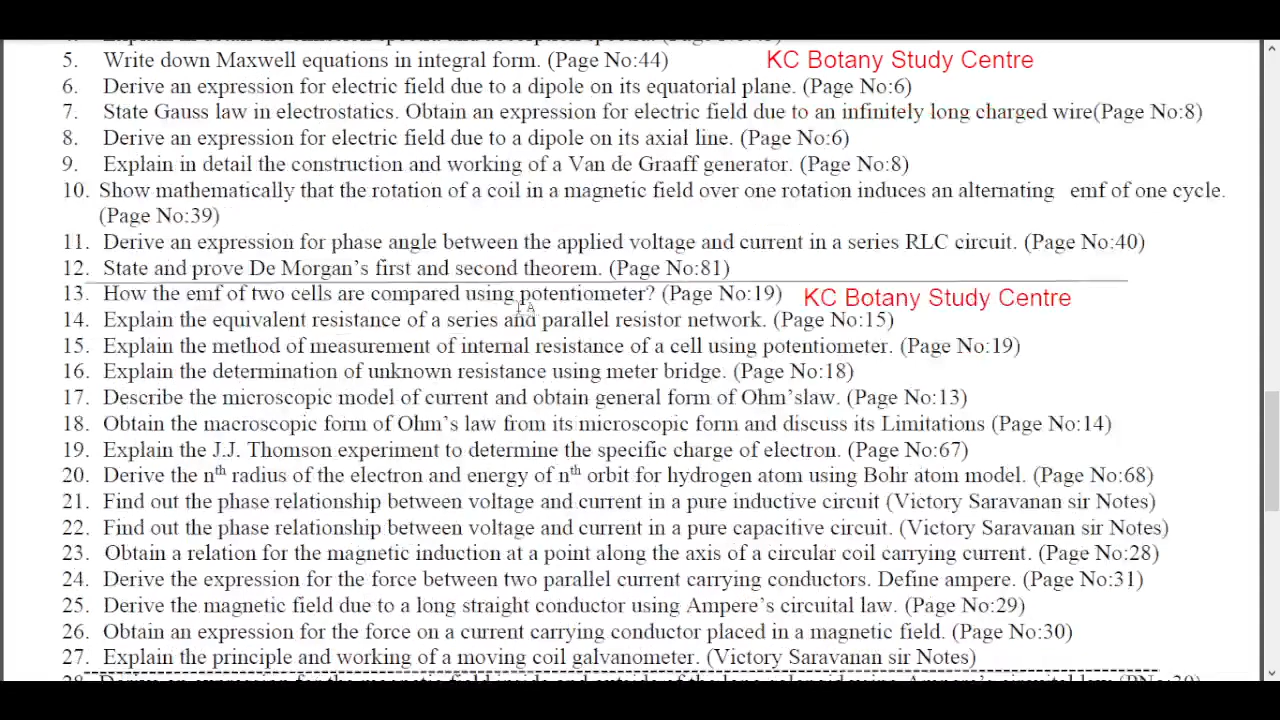 5. Write down Maxwell equations in integral form. (Page No:44) KC Botany Study Centre
6. Derive an expression for electric field due to a dipole on its equatorial plane. (Page No:6)
7. State Gauss law in electrostatics. Obtain an expression for electric field due to an infinitely long charged wire(Page No:8)
8. Derive an expression for electric field due to a dipole on its axial line. (Page No:6)
9. Explain in detail the construction and working of a Van de Graaff generator. (Page No:8)
10. Show mathematically that the rotation of a coil in a magnetic field over one rotation induces an alternating emf of one cycle.
(Page No:39)
11. Derive an expression for phase angle between the applied voltage and current in a series RLC circuit. (Page No:40)
12. State and prove De Morgan's first and second theorem. (Page No:81)
13. How the emf of two cells are compared using potentiometer? (Page No:19) KC Botany Study Centre
14. Explain the equivalent resistance of a series and parallel resistor network. (Page No:15)
15. Explain the method of measurement of internal resistance of a cell using potentiometer. (Page No:19)
16. Explain the determination of unknown resistance using meter bridge. (Page No:18)
17. Describe the microscopic model of current and obtain general form of Ohm'slaw. (Page No:13)
18. Obtain the macroscopic form of Ohm's law from its microscopic form and discuss its Limitations (Page No:14)
19. Explain the J.J. Thomson experiment to determine the specific charge of electron. (Page No:67)
20. Derive the nth radius of the electron and energy of nth orbit for hydrogen atom using Bohr atom model. (Page No:68)
21. Find out the phase relationship between voltage and current in a pure inductive circuit (Victory Saravanan sir Notes)
22. Find out the phase relationship between voltage and current in a pure capacitive circuit. (Victory Saravanan sir Notes)
23. Obtain a relation for the magnetic induction at a point along the axis of a circular coil carrying current. (Page No:28)
24. Derive the expression for the force between two parallel current carrying conductors. Define ampere. (Page No:31)
25. Derive the magnetic field due to a long straight conductor using Ampere's circuital law. (Page No:29)
26. Obtain an expression for the force on a current carrying conductor placed in a magnetic field. (Page No:30)
27. Explain the principle and working of a moving coil galvanometer. (Victory Saravanan sir Notes)